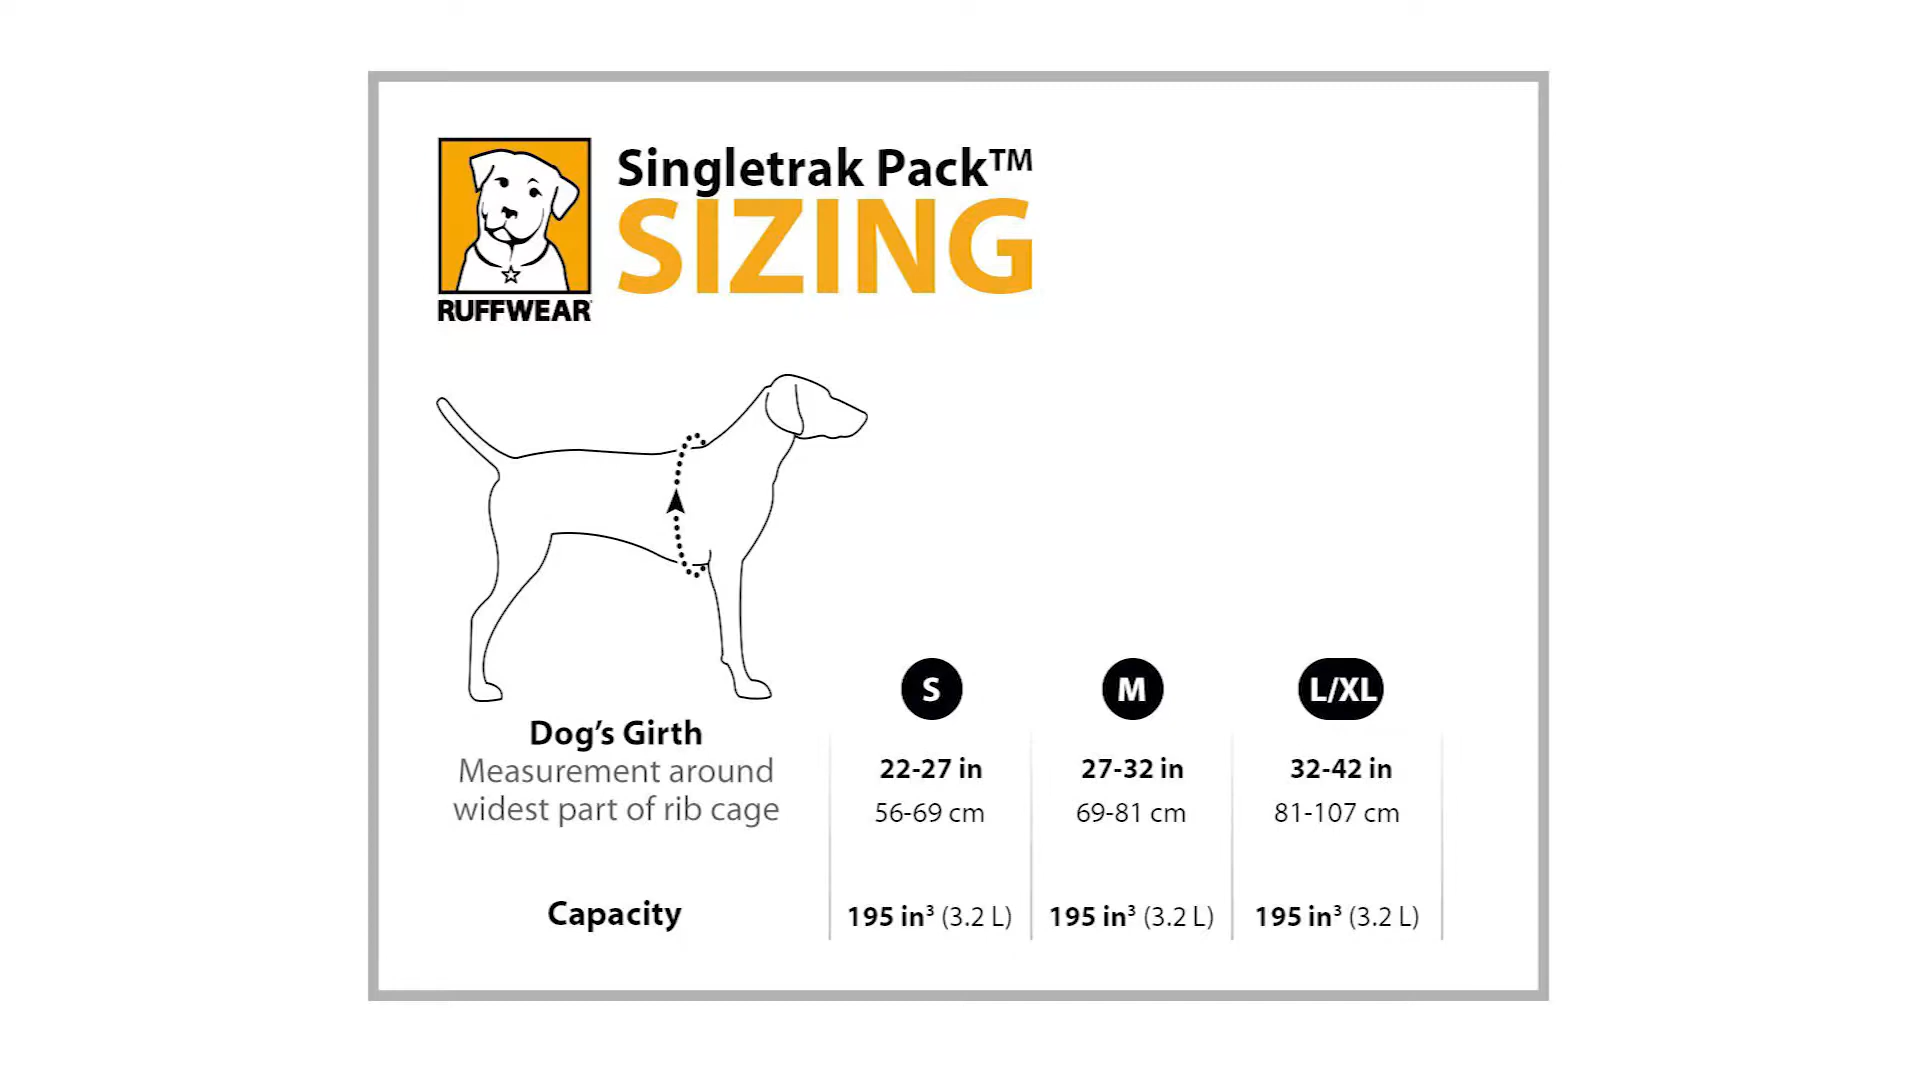 Singletrak Pack™
SIZING
RUFFWEAR
S
M
L/XL
Dog’s Girth
Measurement around
widest part of rib cage
22-27 in
27-32 in
32-42 in
56-69 cm
69-81 cm
81-107 cm
Capacity
195 in³ (3.2 L)
195 in³ (3.2 L)
195 in³ (3.2 L)